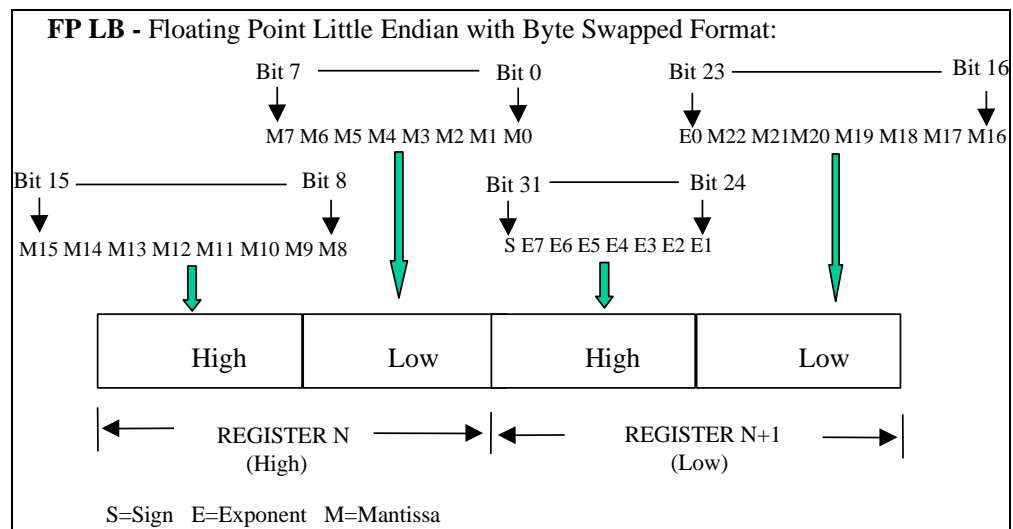 FP LB - Floating Point Little Endian with Byte Swapped Format:
Bit 7 Bit 0 Bit 23 Bit 16
M7 M6 M5 M4 M3 M2 M1 M0 E0 M22 M21M20 M19 M18 M17 M16
Bit 15 Bit 8 Bit 31 Bit 24
M15 M14 M13 M12 M11 M10 M9 M8 S E7 E6 E5 E4 E3 E2 E1
High Low High Low
REGISTER N REGISTER N+1
(High) (Low)
S=Sign E=Exponent M=Mantissa